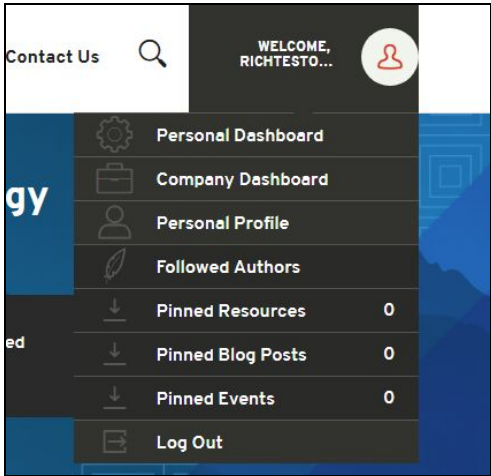 Contact Us
WELCOME,
RICHTESTO...
Personal Dashboard
Company Dashboard
Personal Profile
gy
Followed Authors
Pinned Resources 0
ed
Pinned Blog Posts 0
Pinned Events 0
Log Out